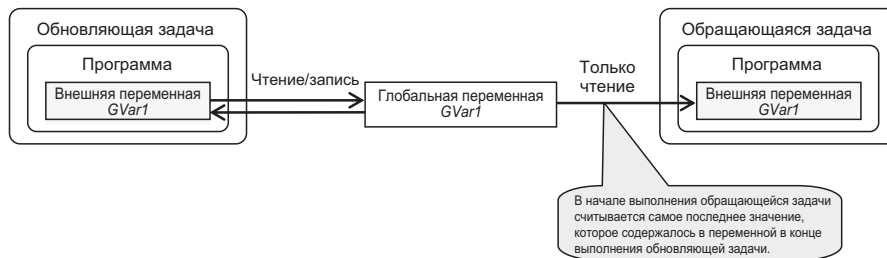 Обновляющая задача
Программа
Внешняя переменная
GVar1
Чтение/запись
Глобальная переменная
GVar1
Только
чтение
Обращающаяся задача
Программа
Внешняя переменная
GVar1
В начале выполнения обращающейся задачи
считывается самое последнее значение,
которое содержалось в переменной в конце
выполнения обновляющей задачи.